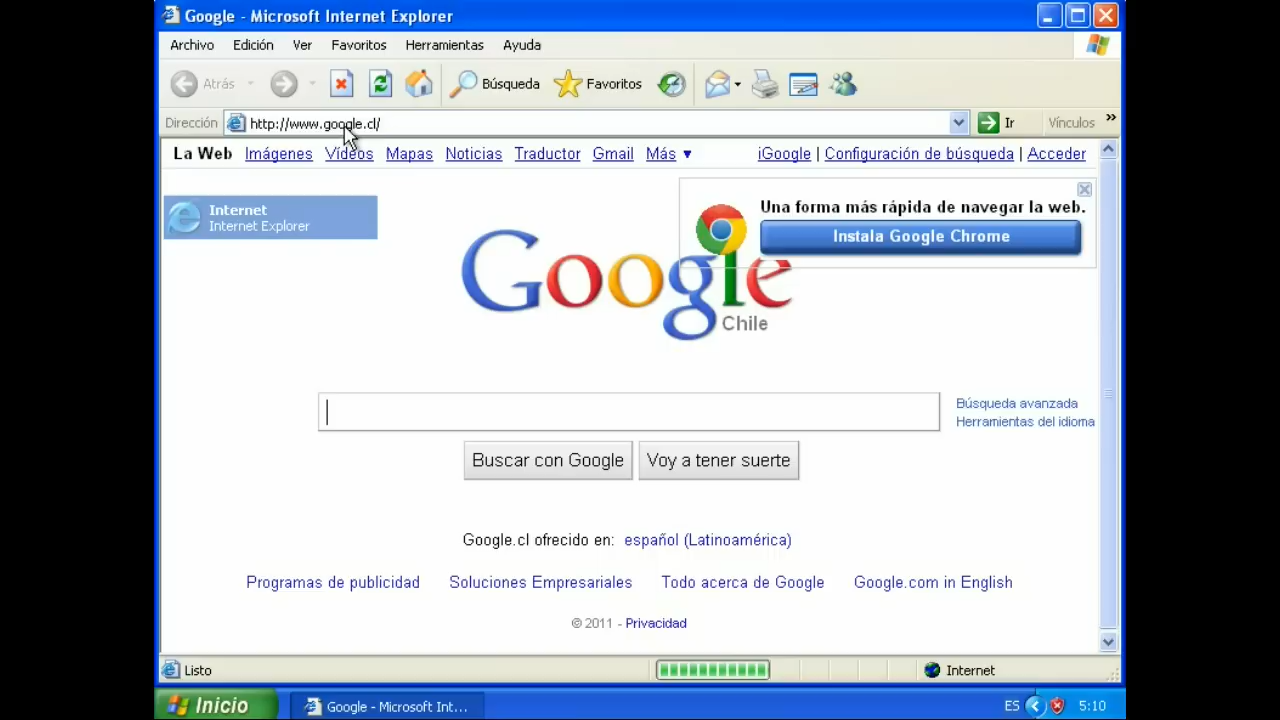 Google - Microsoft Internet Explorer
Archivo Edición Ver Favoritos Herramientas Ayuda
Atrás Búsqueda Favoritos
Dirección http://www.google.cl/ Ir Vínculos »
La Web Imágenes Vídeos Mapas Noticias Traductor Gmail Más ▼ iGoogle | Configuración de búsqueda | Acceder
Internet
Internet Explorer
Una forma más rápida de navegar la web.
Instala Google Chrome
Google
Chile
Búsqueda avanzada
Herramientas del idioma
Buscar con Google Voy a tener suerte
Google.cl ofrecido en: español (Latinoamérica)
Programas de publicidad Soluciones Empresariales Todo acerca de Google Google.com in English
© 2011 - Privacidad
Listo Internet
Inicio Google - Microsoft Int... ES 5:10